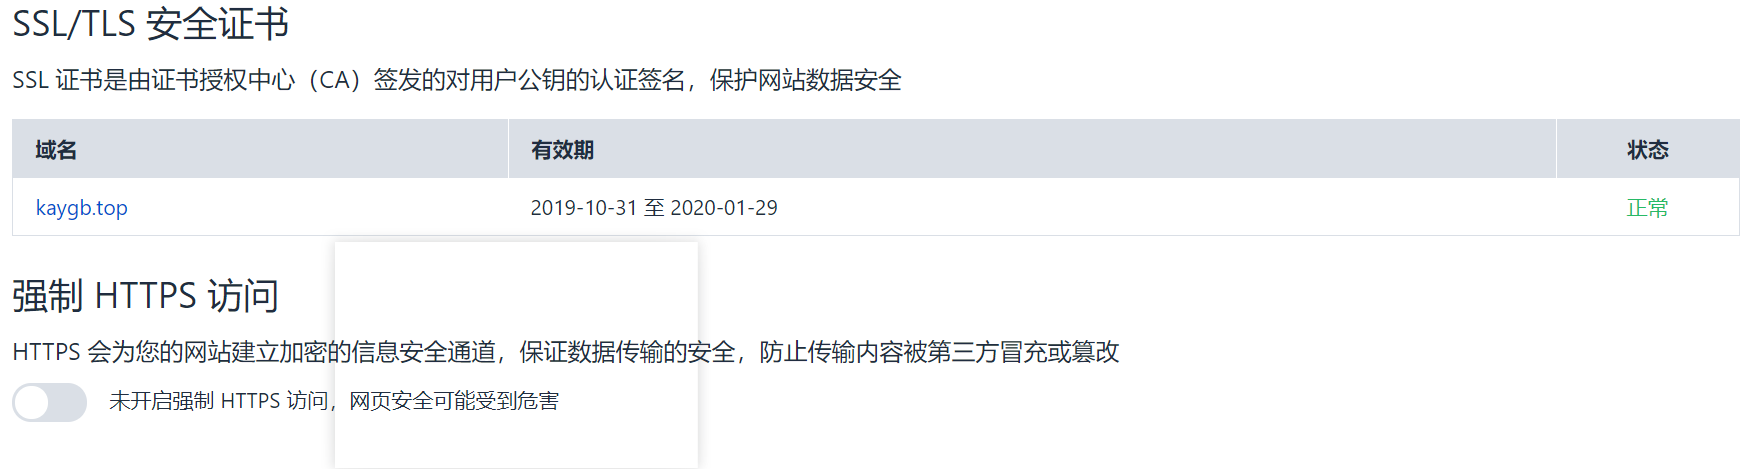 SSL/TLS 安全证书
SSL 证书是由证书授权中心（CA）签发的对用户公钥的认证签名，保护网站数据安全
域名 有效期 状态
kaygb.top 2019-10-31 至 2020-01-29 正常
强制 HTTPS 访问
HTTPS 会为您的网站建立加密的信息安全通道，保证数据传输的安全，防止传输内容被第三方冒充或篡改
未开启强制 HTTPS 访问，网页安全可能受到危害